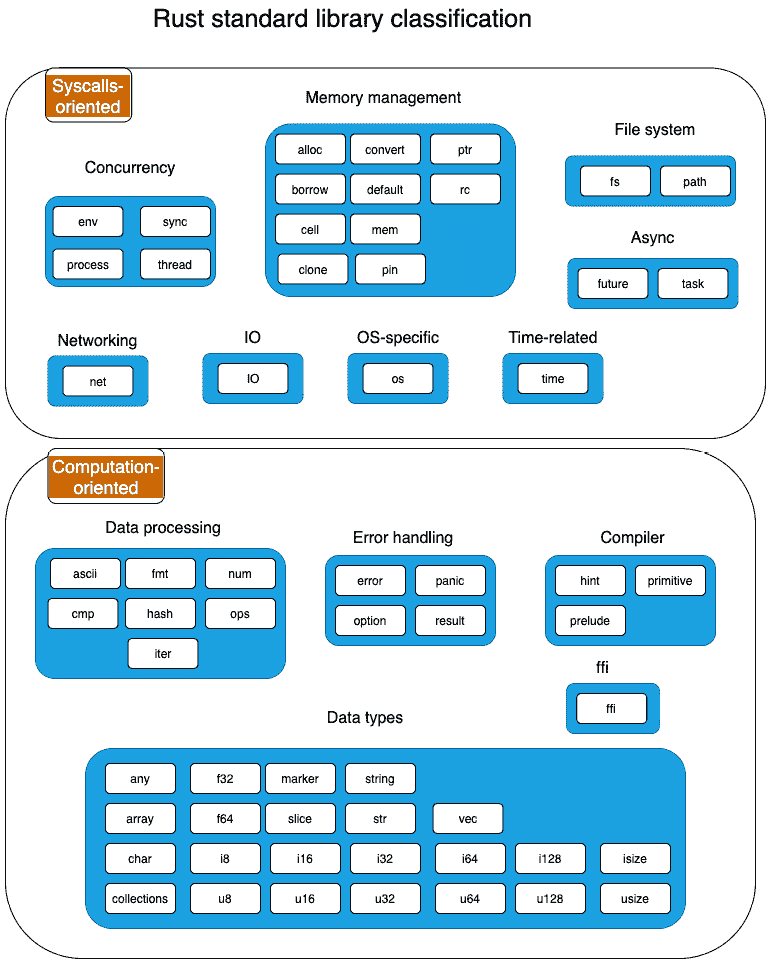 Rust standard library classification
Syscalls-
oriented
Memory management
alloc convert ptr
borrow default rc
cell mem
clone pin
File system
fs path
Concurrency
env sync
process thread
Async
future task
Networking
net
IO
IO
OS-specific
os
Time-related
time
Computation-
oriented
Data processing
ascii fmt num
cmp hash ops
iter
Error handling
error panic
option result
Compiler
hint primitive
prelude
ffi
ffi
Data types
any f32 marker string
array f64 slice str vec
char i8 i16 i32 i64 i128 isize
collections u8 u16 u32 u64 u128 usize